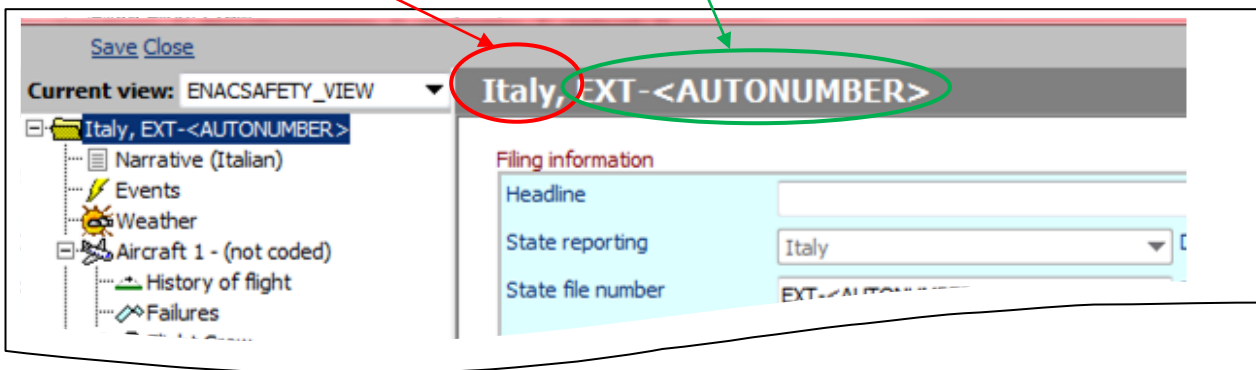 Save Close
Current view: ENACSAFETY_VIEW
Italy, EXT-<AUTONUMBER>
Italy, EXT-<AUTONUMBER>
Narrative (Italian)
Events
Weather
Aircraft 1 - (not coded)
History of flight
Failures
Filing information
Headline
State reporting
Italy
State file number